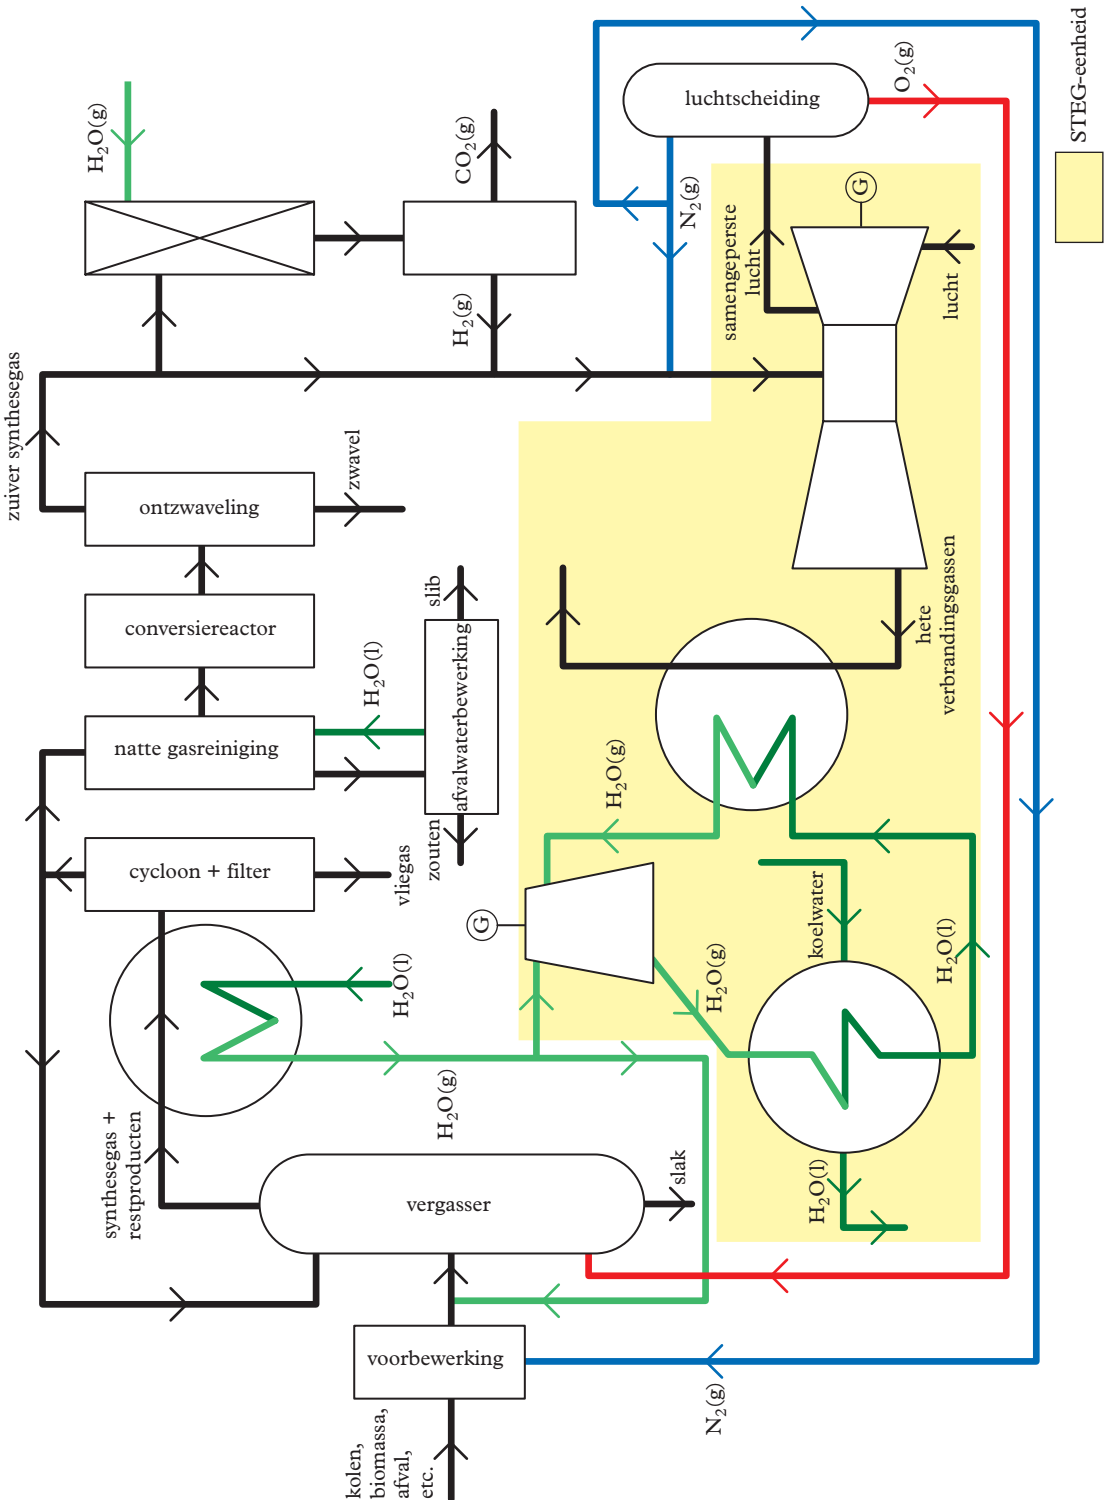 STEG-eenheid
H₂O(g)
CO₂(g)
luchtscheiding
O₂(g)
N₂(g)
H₂(g)
samengeperste
lucht
G
lucht
zuiver synthesegas
ontzwaveling
zwavel
conversiereactor
slib
afvalwaterbewerking
H₂O(l)
natte gasreiniging
zouten
hete
verbrandingsgassen
H₂O(g)
cycloon + filter
vliegas
G
koelwater
H₂O(l)
H₂O(g)
H₂O(l)
H₂O(g)
synthesegas +
restproducten
vergasser
slak
H₂O(l)
voorbewerking
N₂(g)
kolen,
biomassa,
afval,
etc.